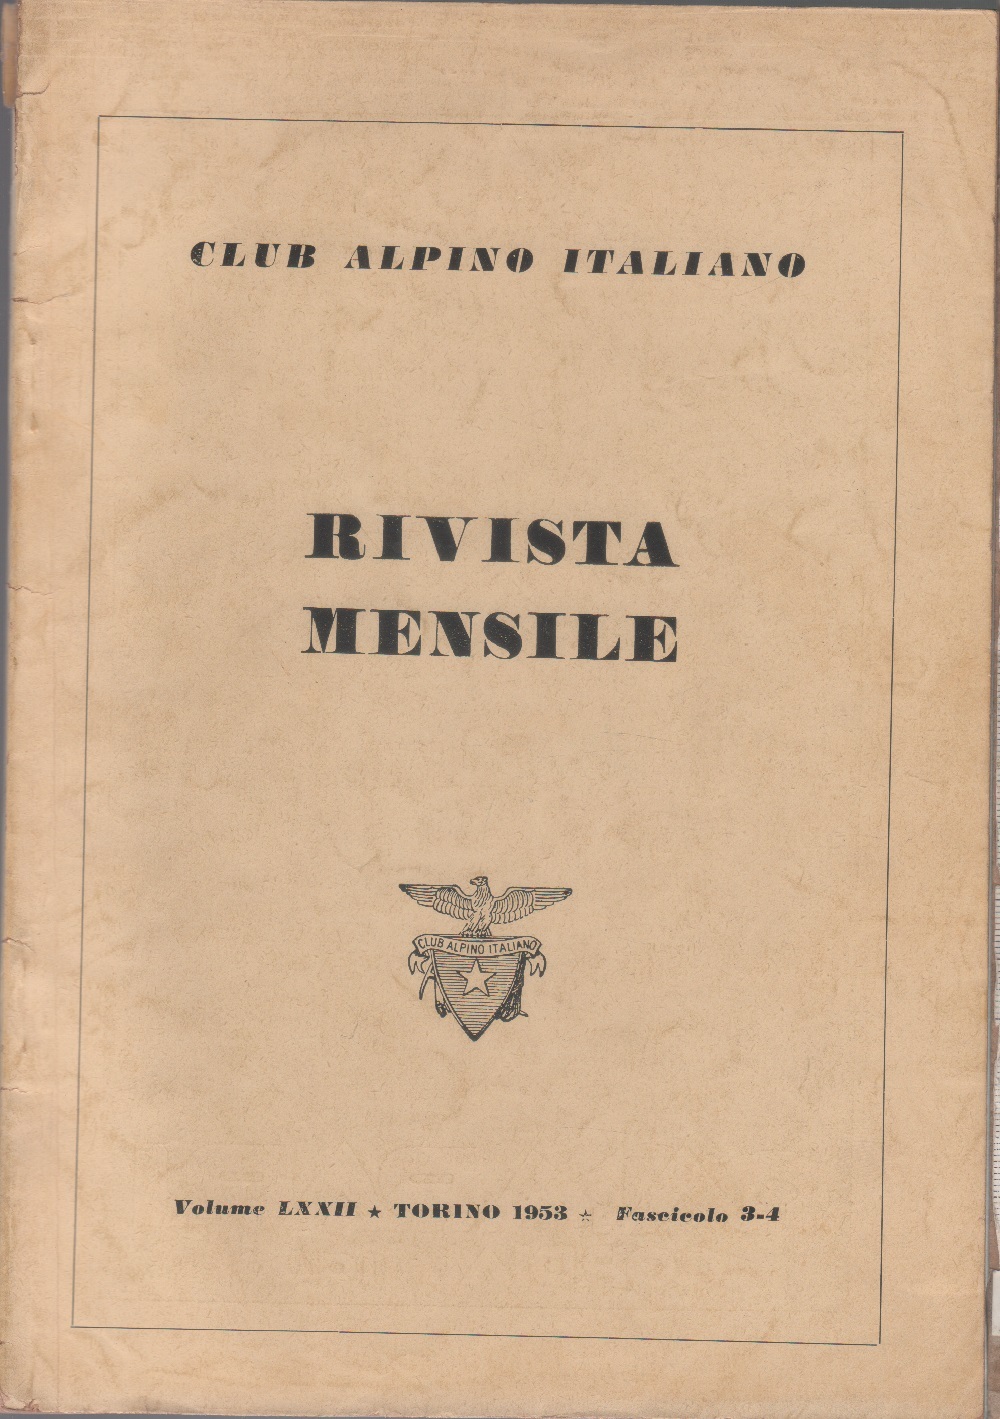 CLUB ALPINO ITALIANO
RIVISTA
MENSILE
CLUB ALPINO ITALIANO
Volume LXXII ★ TORINO 1953 ★ Fascicolo 3-4